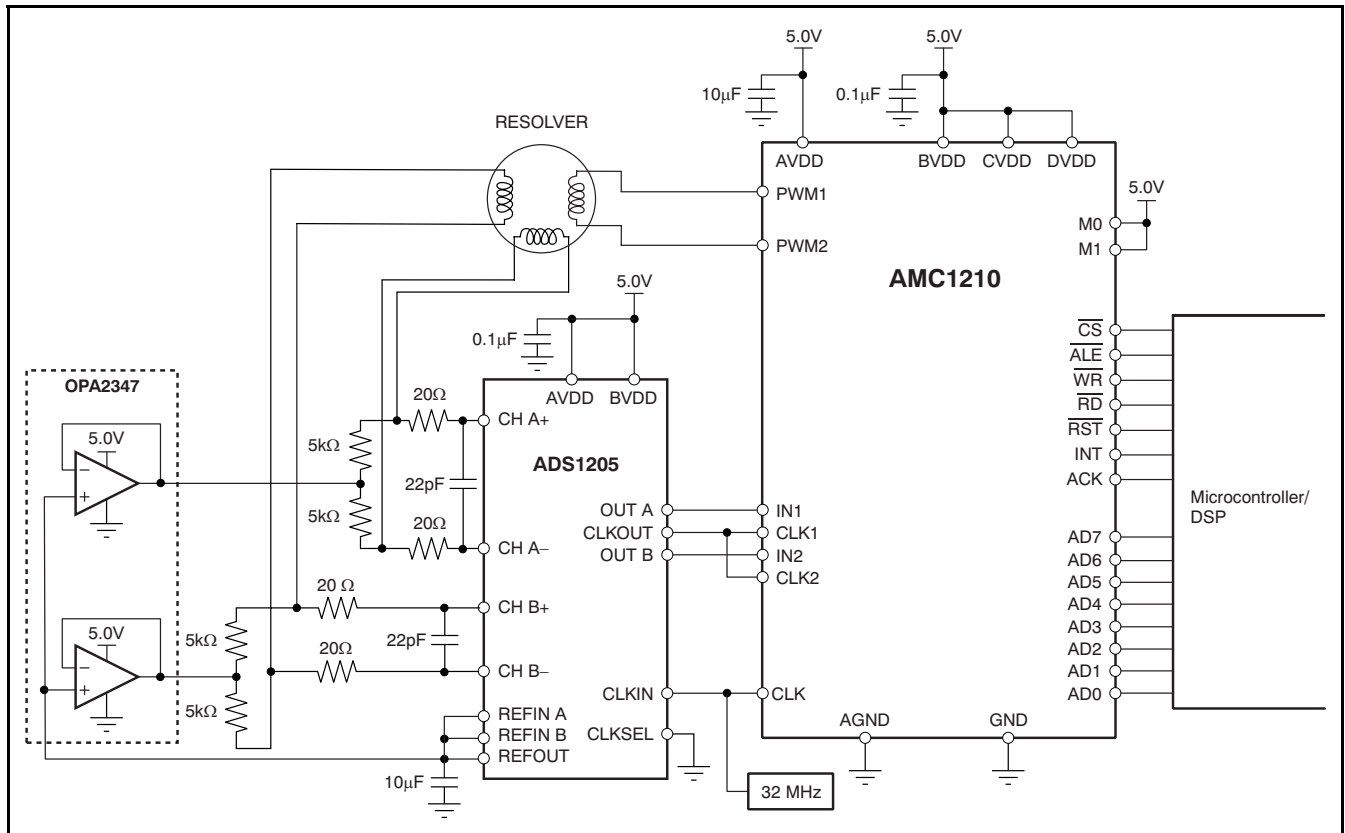 5.0V
5.0V
10µF
0.1µF
RESOLVER
AVDD
BVDD
CVDD
DVDD
PWM1
5.0V
M0
PWM2
M1
AMC1210
5.0V
0.1µF
CS
ALE
OPA2347
20Ω
AVDD
BVDD
WR
RD
CH A+
RST
5.0V
5kΩ
ADS1205
INT
–
+
22pF
ACK
Microcontroller/
DSP
5kΩ
20Ω
OUT A
IN1
CLKOUT
CLK1
AD7
CH A–
OUT B
IN2
AD6
CLK2
AD5
20 Ω
CH B+
AD4
5.0V
5kΩ
22pF
AD3
–
20Ω
AD2
+
CH B–
AD1
CLKIN
CLK
AD0
5kΩ
REFIN A
AGND
GND
REFIN B
CLKSEL
REFOUT
10µF
32 MHz